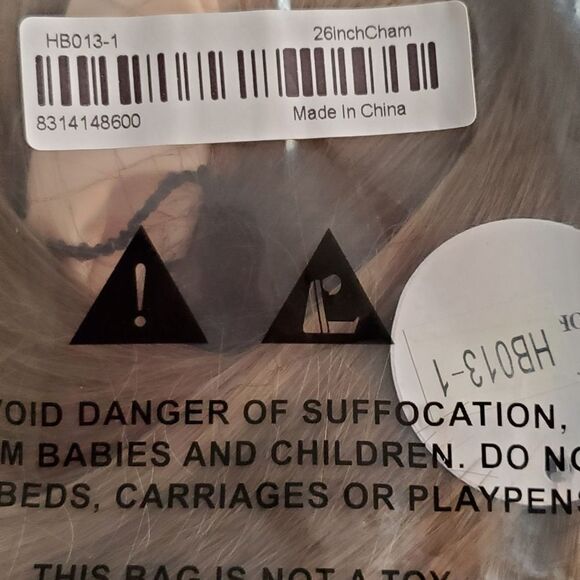 HB013-1 26InchCham
8314148600 Made In China
HB013-1
OID DANGER OF SUFFOCATION,
M BABIES AND CHILDREN. DO NO
BEDS, CARRIAGES OR PLAYPENS
THIS BAG IS NOT A TOY